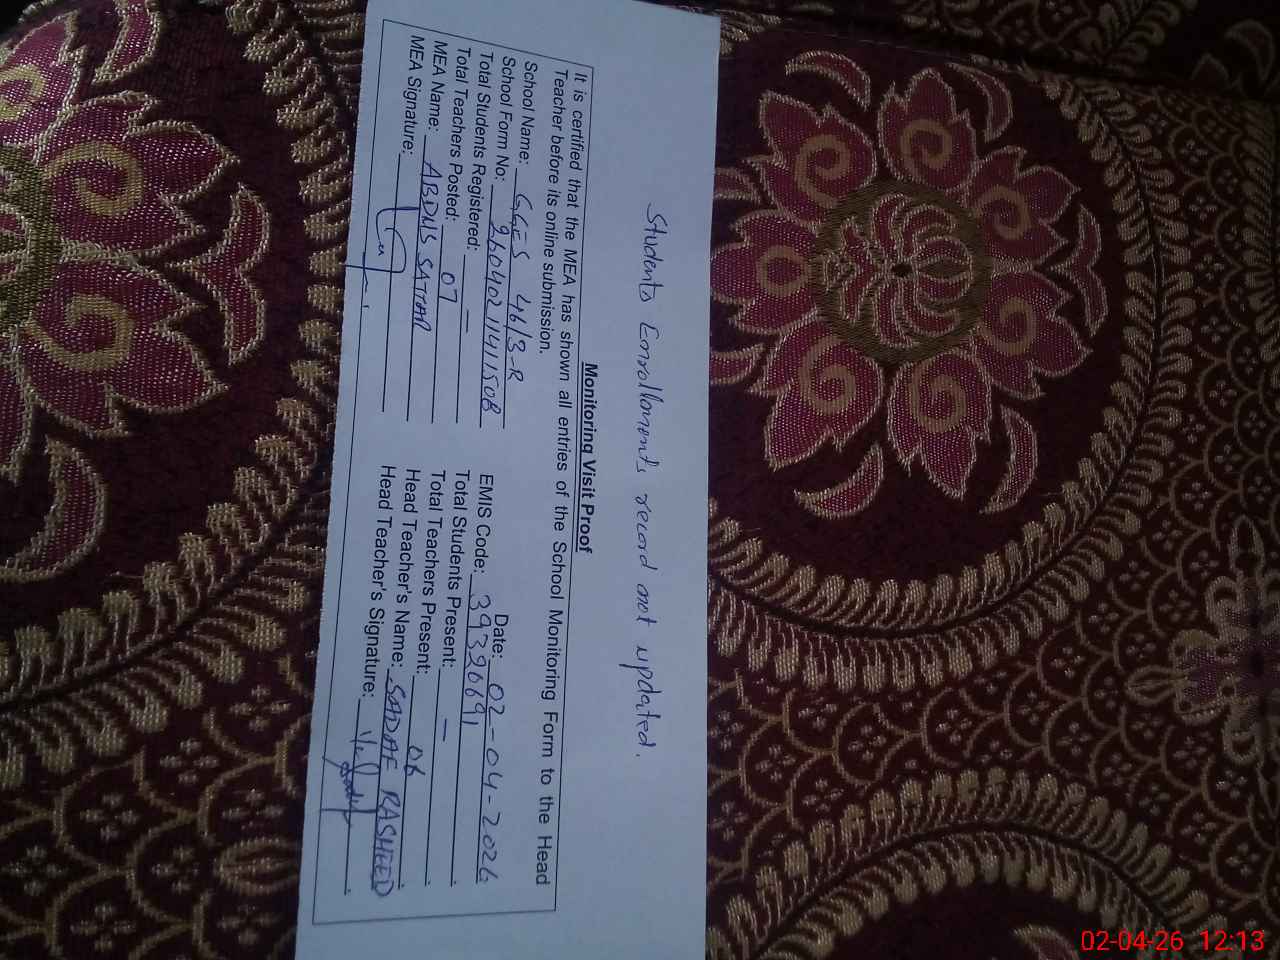 Students Enrollments record not updated.
Monitoring Visit Proof
It is certified that the MEA has shown all entries of the School Monitoring Form to the Head
Teacher before its online submission.
Date: 02-04-2026
School Name: GGES 46/3-R
EMIS Code: 39320691
School Form No:
Total Students Present: —
Total Students Registered: —
Total Teachers Present: 06
Total Teachers Posted: 07
Head Teacher's Name: SADDAF RASHEED
MEA Name: ABDUS SATTAR
Head Teacher's Signature:
MEA Signature:
02-04-26 12:13